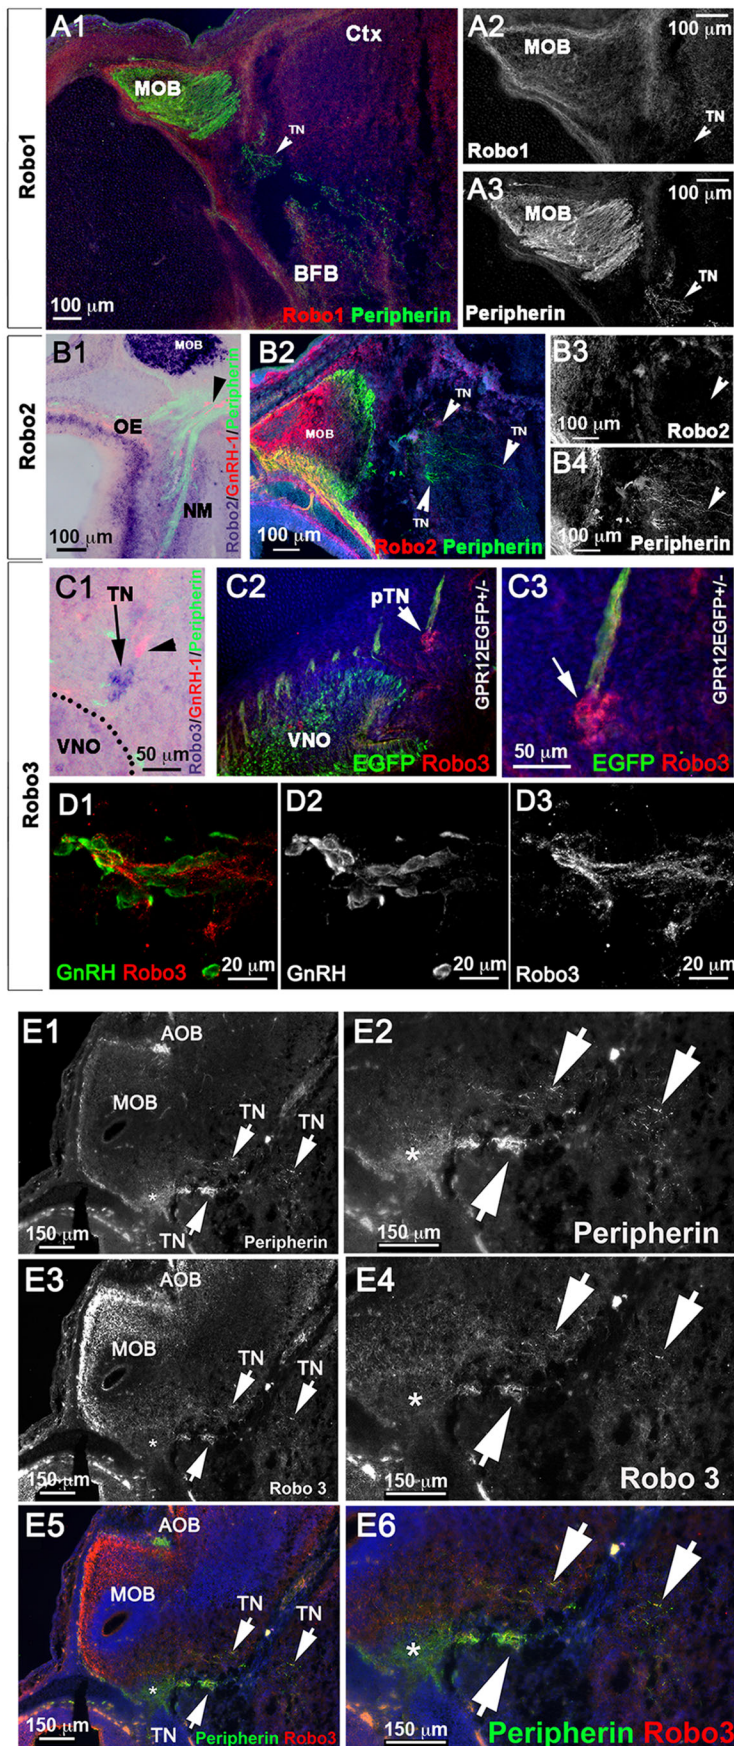 Robo1
A1
Ctx
MOB
TN
BFB
100 µm
Robo1 Peripherin
A2
100 µm
MOB
TN
Robo1
A3
100 µm
MOB
TN
Peripherin
Robo2
B1
MOB
OE
NM
100 µm
Robo2/GnRH-1/Peripherin
B2
TN
MOB
TN
TN
100 µm
Robo2 Peripherin
B3
100 µm
Robo2
B4
100 µm
Peripherin
Robo3
C1
TN
VNO
50 µm
Robo3/GnRH-1/Peripherin
C2
pTN
VNO
GPR12EGFP+/-
EGFP Robo3
C3
GPR12EGFP+/-
50 µm
EGFP Robo3
D1
GnRH Robo3
20 µm
D2
GnRH
20 µm
D3
Robo3
20 µm
E1
AOB
MOB
TN
TN
*
150 µm
TN
Peripherin
E2
*
150 µm
Peripherin
E3
AOB
MOB
TN
TN
*
150 µm
Robo 3
E4
*
150 µm
Robo 3
E5
AOB
MOB
TN
TN
*
150 µm
TN
Peripherin Robo3
E6
*
150 µm
Peripherin Robo3